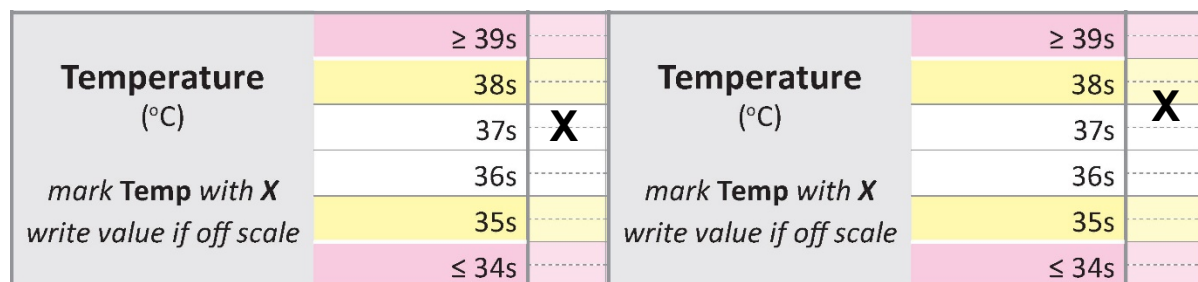 Temperature
(°C)
mark Temp with X
write value if off scale
≥ 39s
38s
37s
36s
35s
≤ 34s
X
Temperature
(°C)
mark Temp with X
write value if off scale
≥ 39s
38s
37s
36s
35s
≤ 34s
X